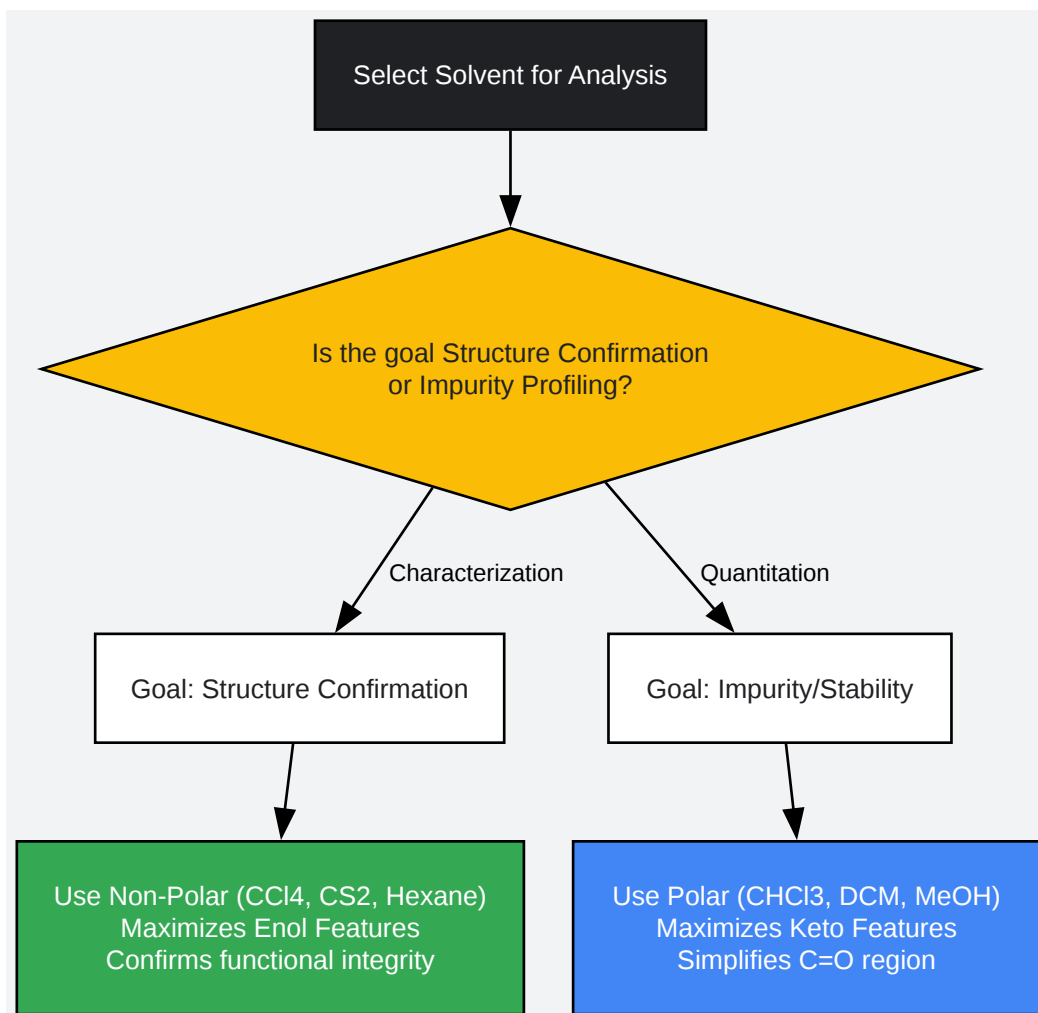 Select Solvent for Analysis
Is the goal Structure Confirmation
or Impurity Profiling?
Characterization
Quantitation
Goal: Structure Confirmation
Goal: Impurity/Stability
Use Non-Polar (CCl4, CS2, Hexane)
Maximizes Enol Features
Confirms functional integrity
Use Polar (CHCl3, DCM, MeOH)
Maximizes Keto Features
Simplifies C=O region